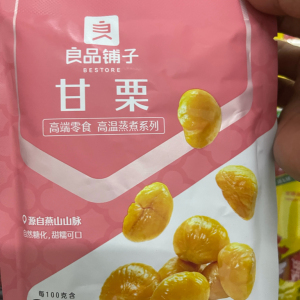 良品铺子
BESTORE
甘栗
高端零食 高温蒸煮系列
源自燕山山脉
自然糖化,甜糯可口
每100克含